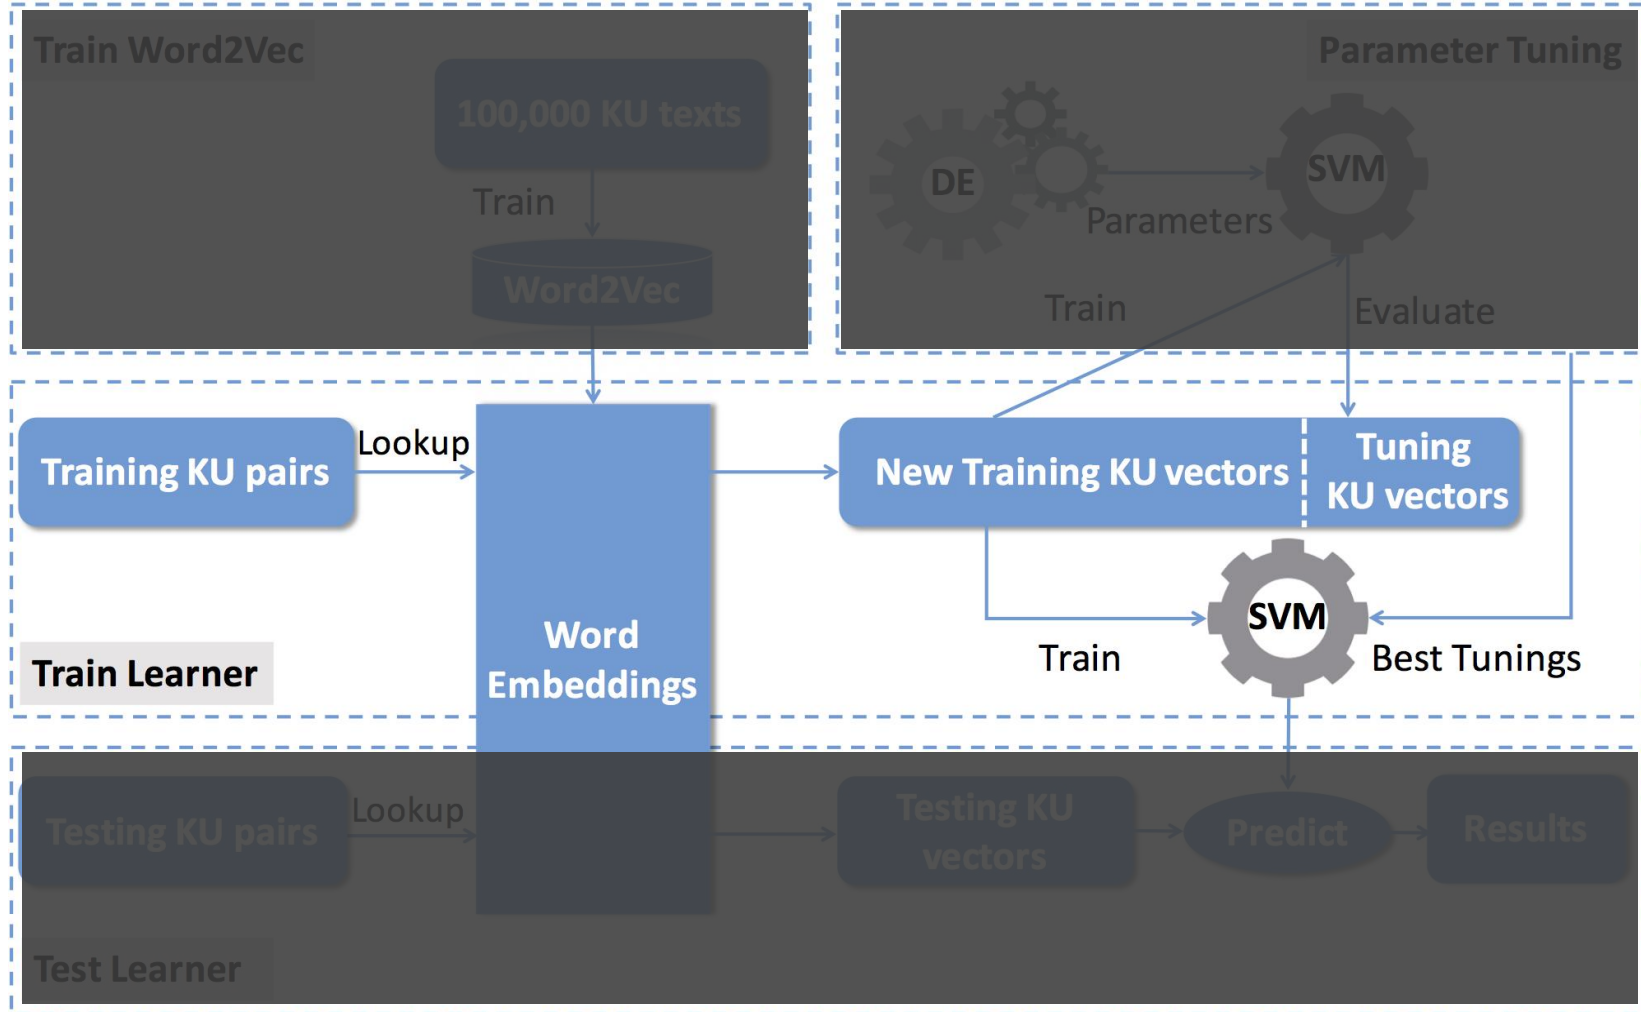 Train Word2Vec
100,000 KU texts
Train
Word2Vec
Parameter Tuning
DE
Parameters
SVM
Train
Evaluate
Training KU pairs
Lookup
Word
Embeddings
New Training KU vectors
Tuning
KU vectors
Train
SVM
Best Tunings
Train Learner
Testing KU pairs
Lookup
Testing KU
vectors
Predict
Results
Test Learner